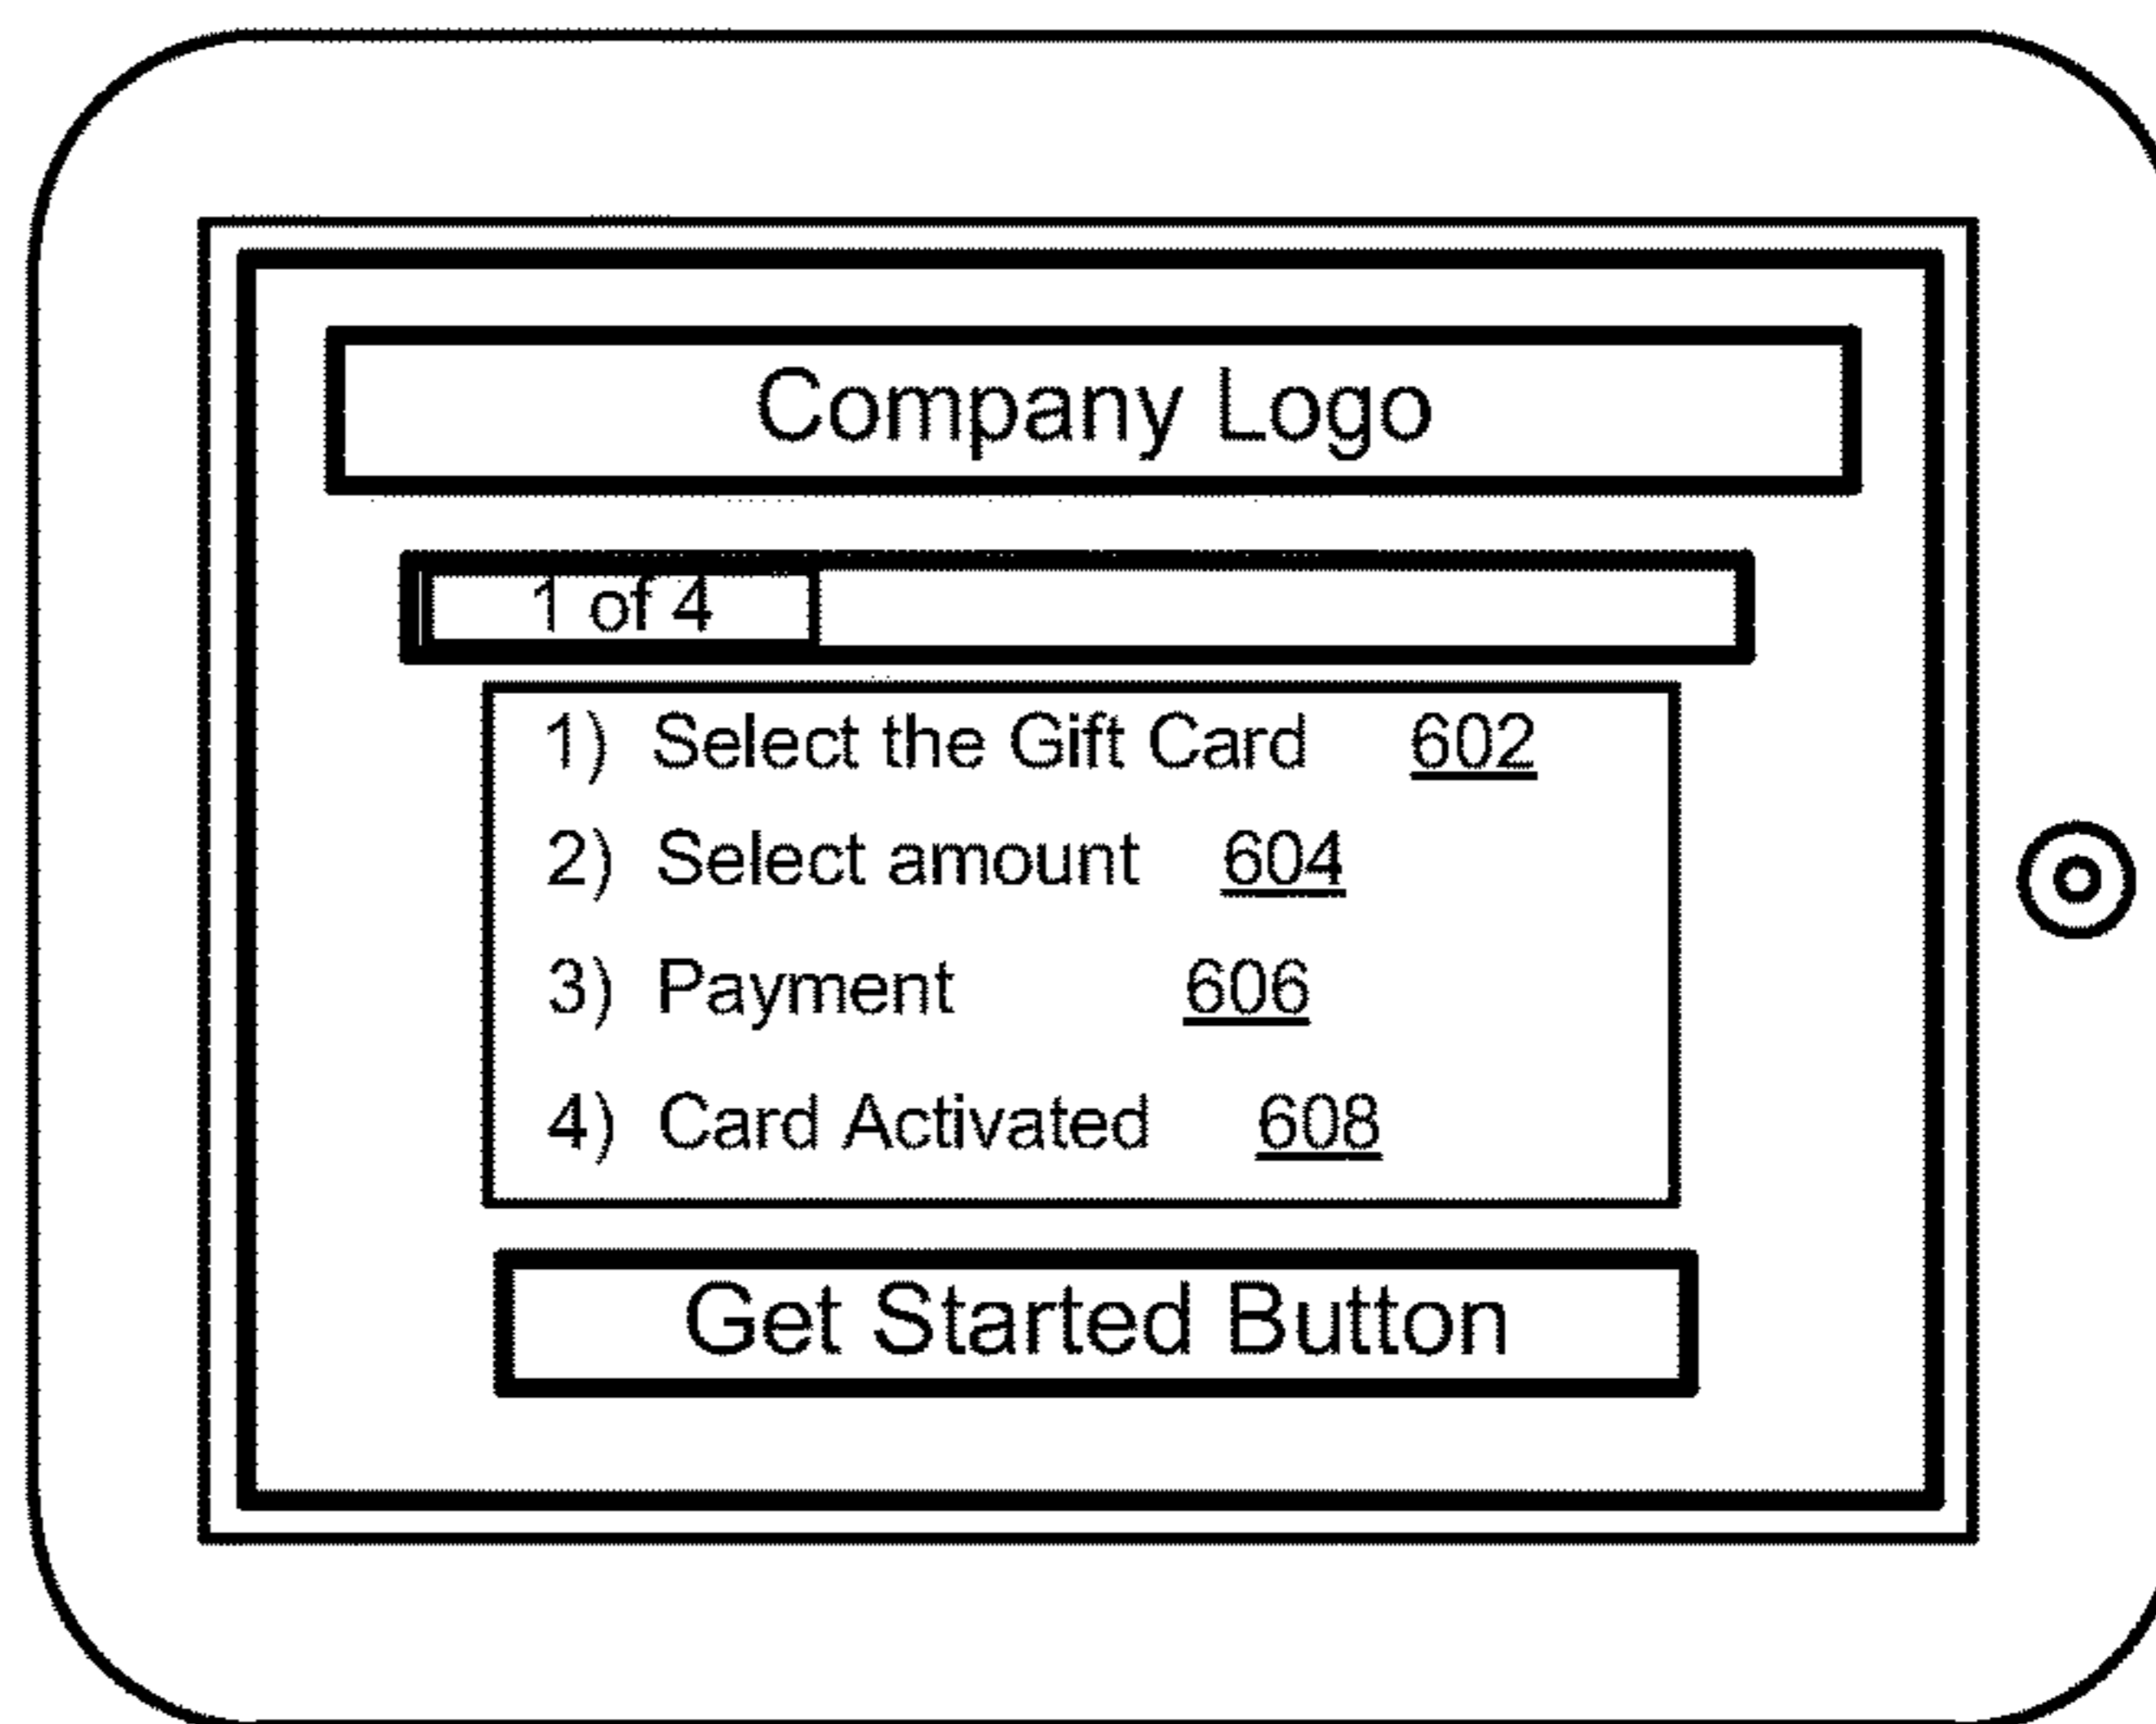 Company Logo
1 of 4
1) Select the Gift Card 602
2) Select amount 604
3) Payment 606
4) Card Activated 608
Get Started Button